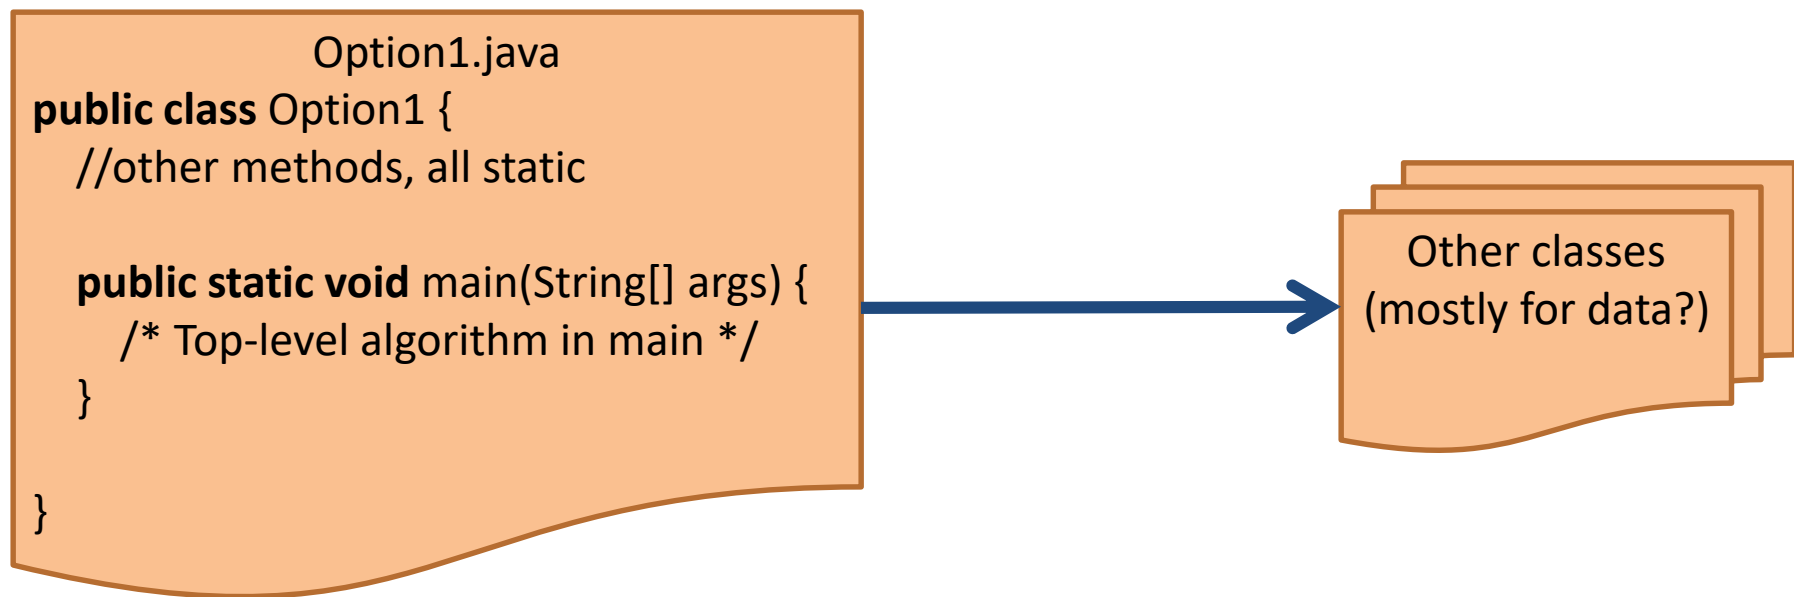 Option1.java
public class Option1 {
//other methods, all static
public static void main(String[] args) {
/* Top-level algorithm in main */
}
}
Other classes
(mostly for data?)